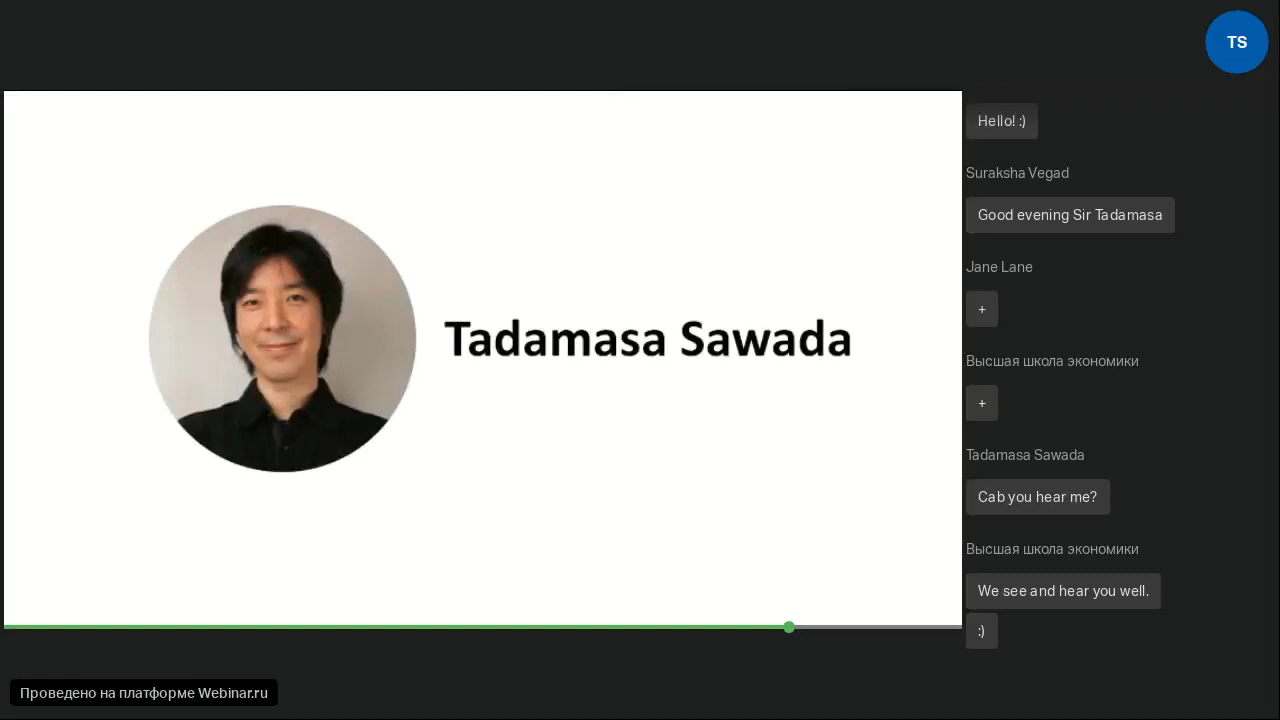 TS
Tadamasa Sawada
Hello! :)
Suraksha Vegad
Good evening Sir Tadamasa
Jane Lane
+
Высшая школа экономики
+
Tadamasa Sawada
Cab you hear me?
Высшая школа экономики
We see and hear you well.
:)
Проведено на платформе Webinar.ru